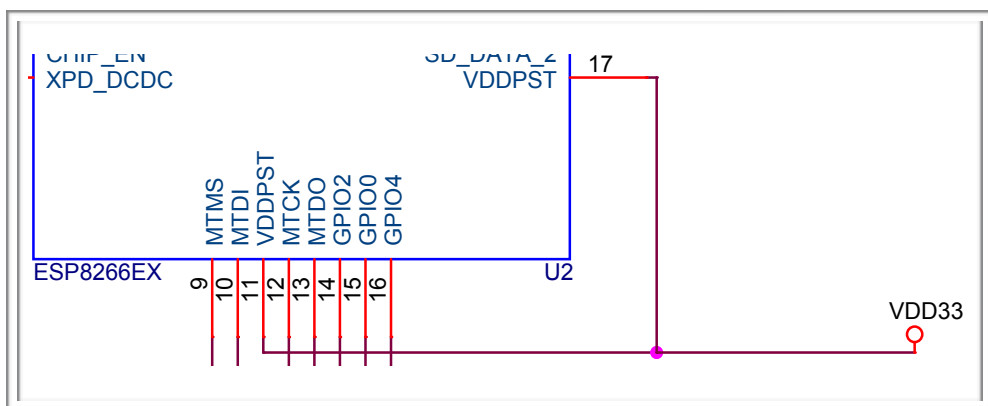 CHIP_EN
SD_DATA_2
17
XPD_DCDC
VDDPST
MTMS
MTDI
VDDPST
MTCK
MTDO
GPIO2
GPIO0
GPIO4
ESP8266EX
U2
9
10
11
12
13
14
15
16
VDD33